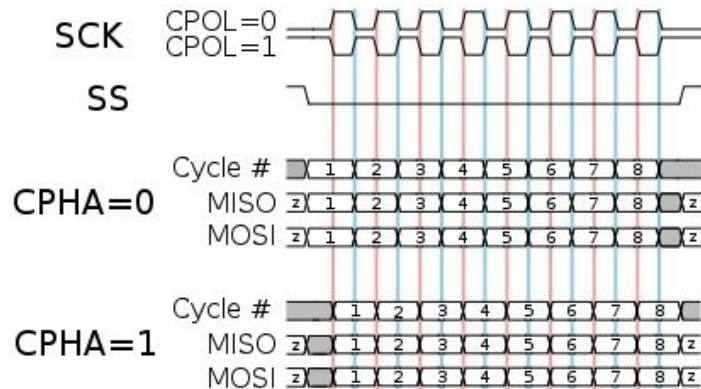 SCK CPOL=0
CPOL=1
SS
Cycle # 1 2 3 4 5 6 7 8
CPHA=0 MISO z 1 2 3 4 5 6 7 8 z
MOSI z 1 2 3 4 5 6 7 8 z
Cycle # 1 2 3 4 5 6 7 8
CPHA=1 MISO z 1 2 3 4 5 6 7 8 z
MOSI z 1 2 3 4 5 6 7 8 z